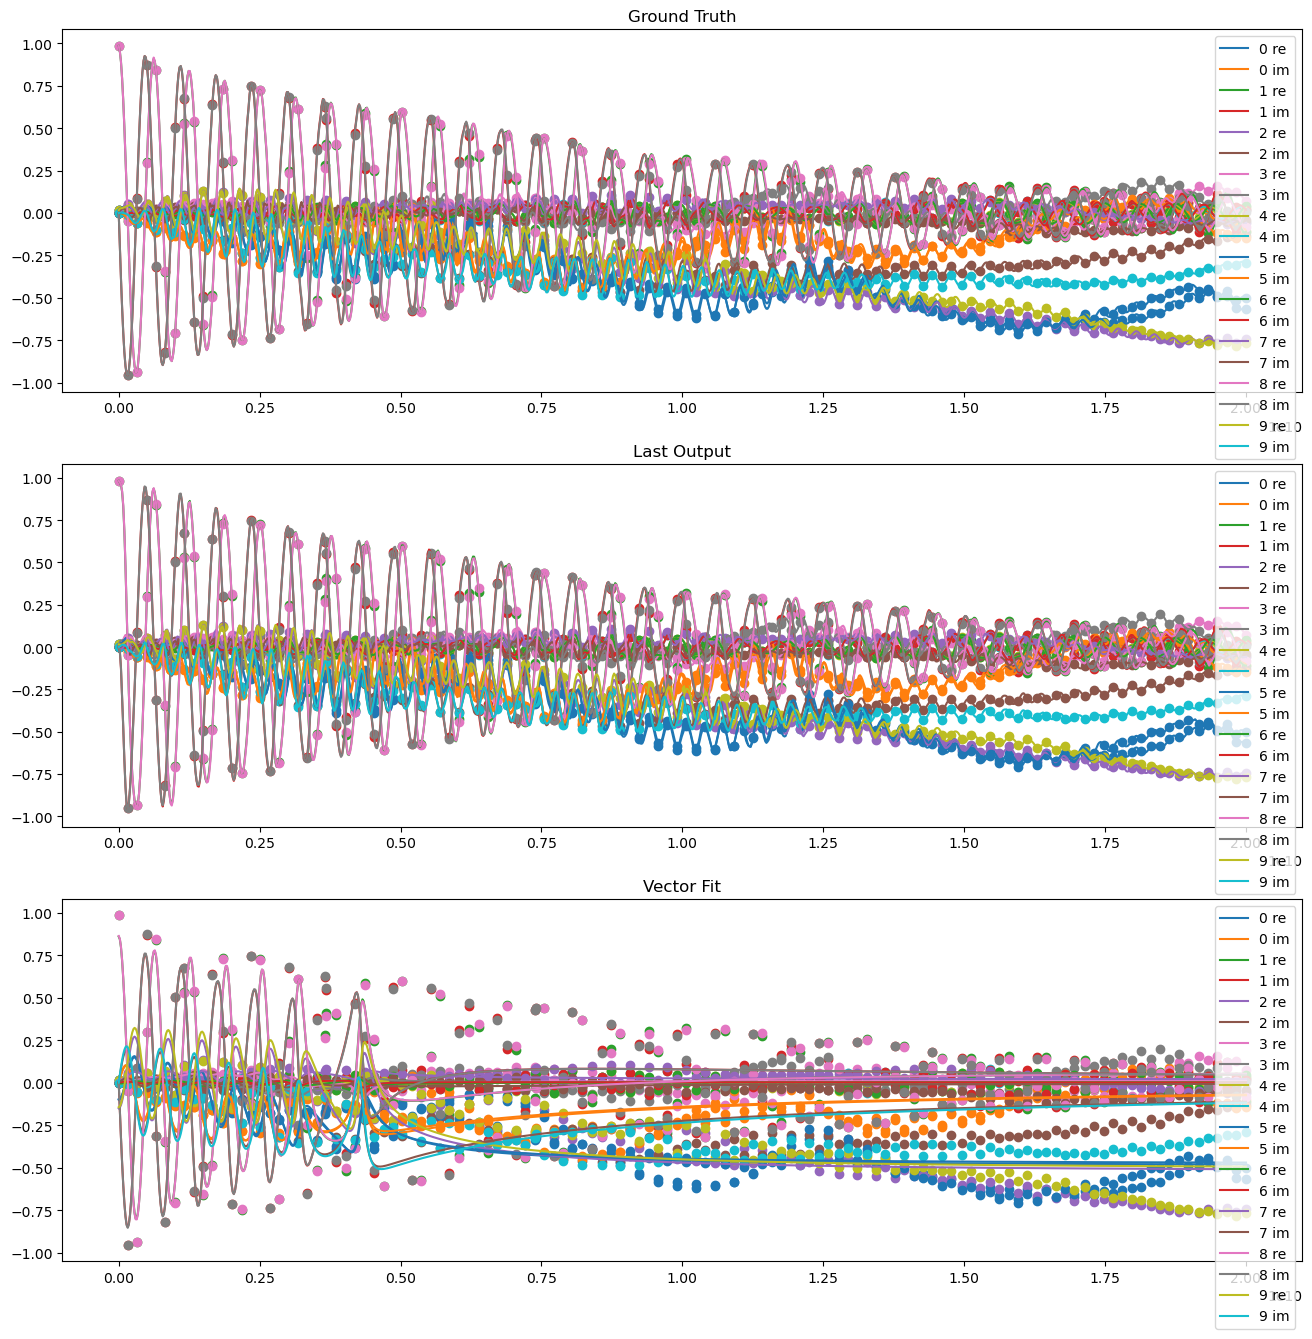 Ground Truth
1.00
0.75
0.50
0.25
0.00
−0.25
−0.50
−0.75
−1.00
0 re
0 im
1 re
1 im
2 re
2 im
3 re
3 im
4 re
4 im
5 re
5 im
6 re
6 im
7 re
7 im
8 re
8 im
9 re
9 im
0.00 0.25 0.50 0.75 1.00 1.25 1.50 1.75 2.00
Last Output
1.00
0.75
0.50
0.25
0.00
−0.25
−0.50
−0.75
−1.00
0 re
0 im
1 re
1 im
2 re
2 im
3 re
3 im
4 re
4 im
5 re
5 im
6 re
6 im
7 re
7 im
8 re
8 im
9 re
9 im
0.00 0.25 0.50 0.75 1.00 1.25 1.50 1.75 2.00
Vector Fit
1.00
0.75
0.50
0.25
0.00
−0.25
−0.50
−0.75
−1.00
0 re
0 im
1 re
1 im
2 re
2 im
3 re
3 im
4 re
4 im
5 re
5 im
6 re
6 im
7 re
7 im
8 re
8 im
9 re
9 im
0.00 0.25 0.50 0.75 1.00 1.25 1.50 1.75 2.00